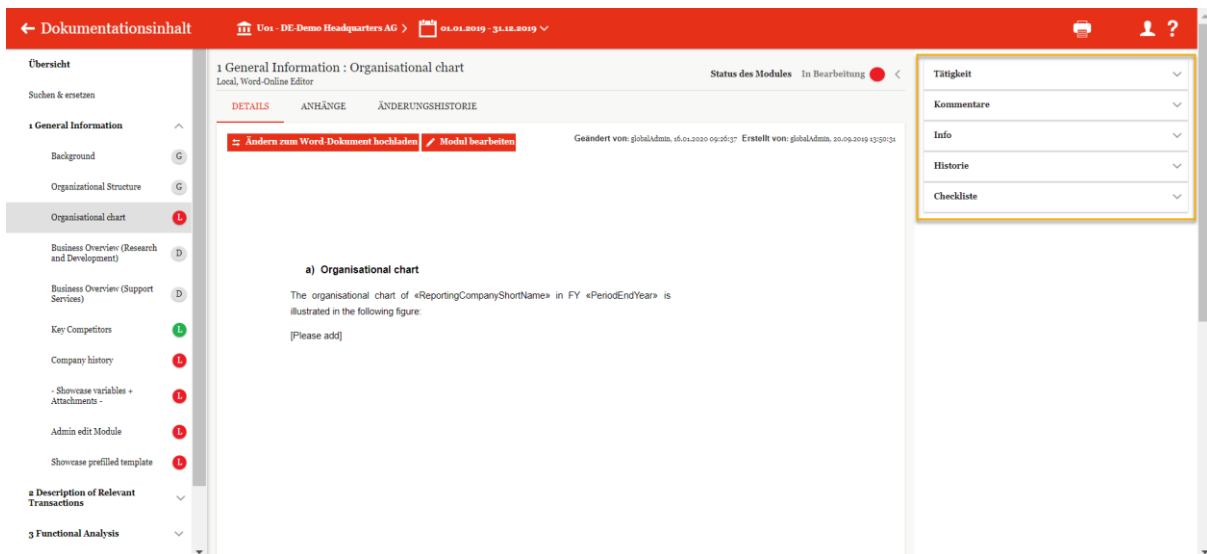 ← Dokumentationsinhalt
U01 - DE-Demo Headquarters AG > 01.01.2019 - 31.12.2019
?
Übersicht
Suchen & ersetzen
1 General Information
Background G
Organizational Structure G
Organisational chart L
Business Overview (Research
and Development) D
Business Overview (Support
Services) D
Key Competitors L
Company history L
- Showcase variables +
Attachments - L
Admin edit Module L
Showcase prefilled template L
2 Description of Relevant
Transactions
3 Functional Analysis
1 General Information : Organisational chart
Local, Word-Online Editor
Status des Modules In Bearbeitung
DETAILS ANHÄNGE ÄNDERUNGSHISTORIE
Ändern zum Word-Dokument hochladen Modul bearbeiten
Geändert von: globalAdmin, 16.01.2020 09:26:37 Erstellt von: globalAdmin, 20.09.2019 13:50:31
a) Organisational chart
The organisational chart of «ReportingCompanyShortName» in FY «PeriodEndYear» is
illustrated in the following figure:
[Please add]
Tätigkeit
Kommentare
Info
Historie
Checkliste